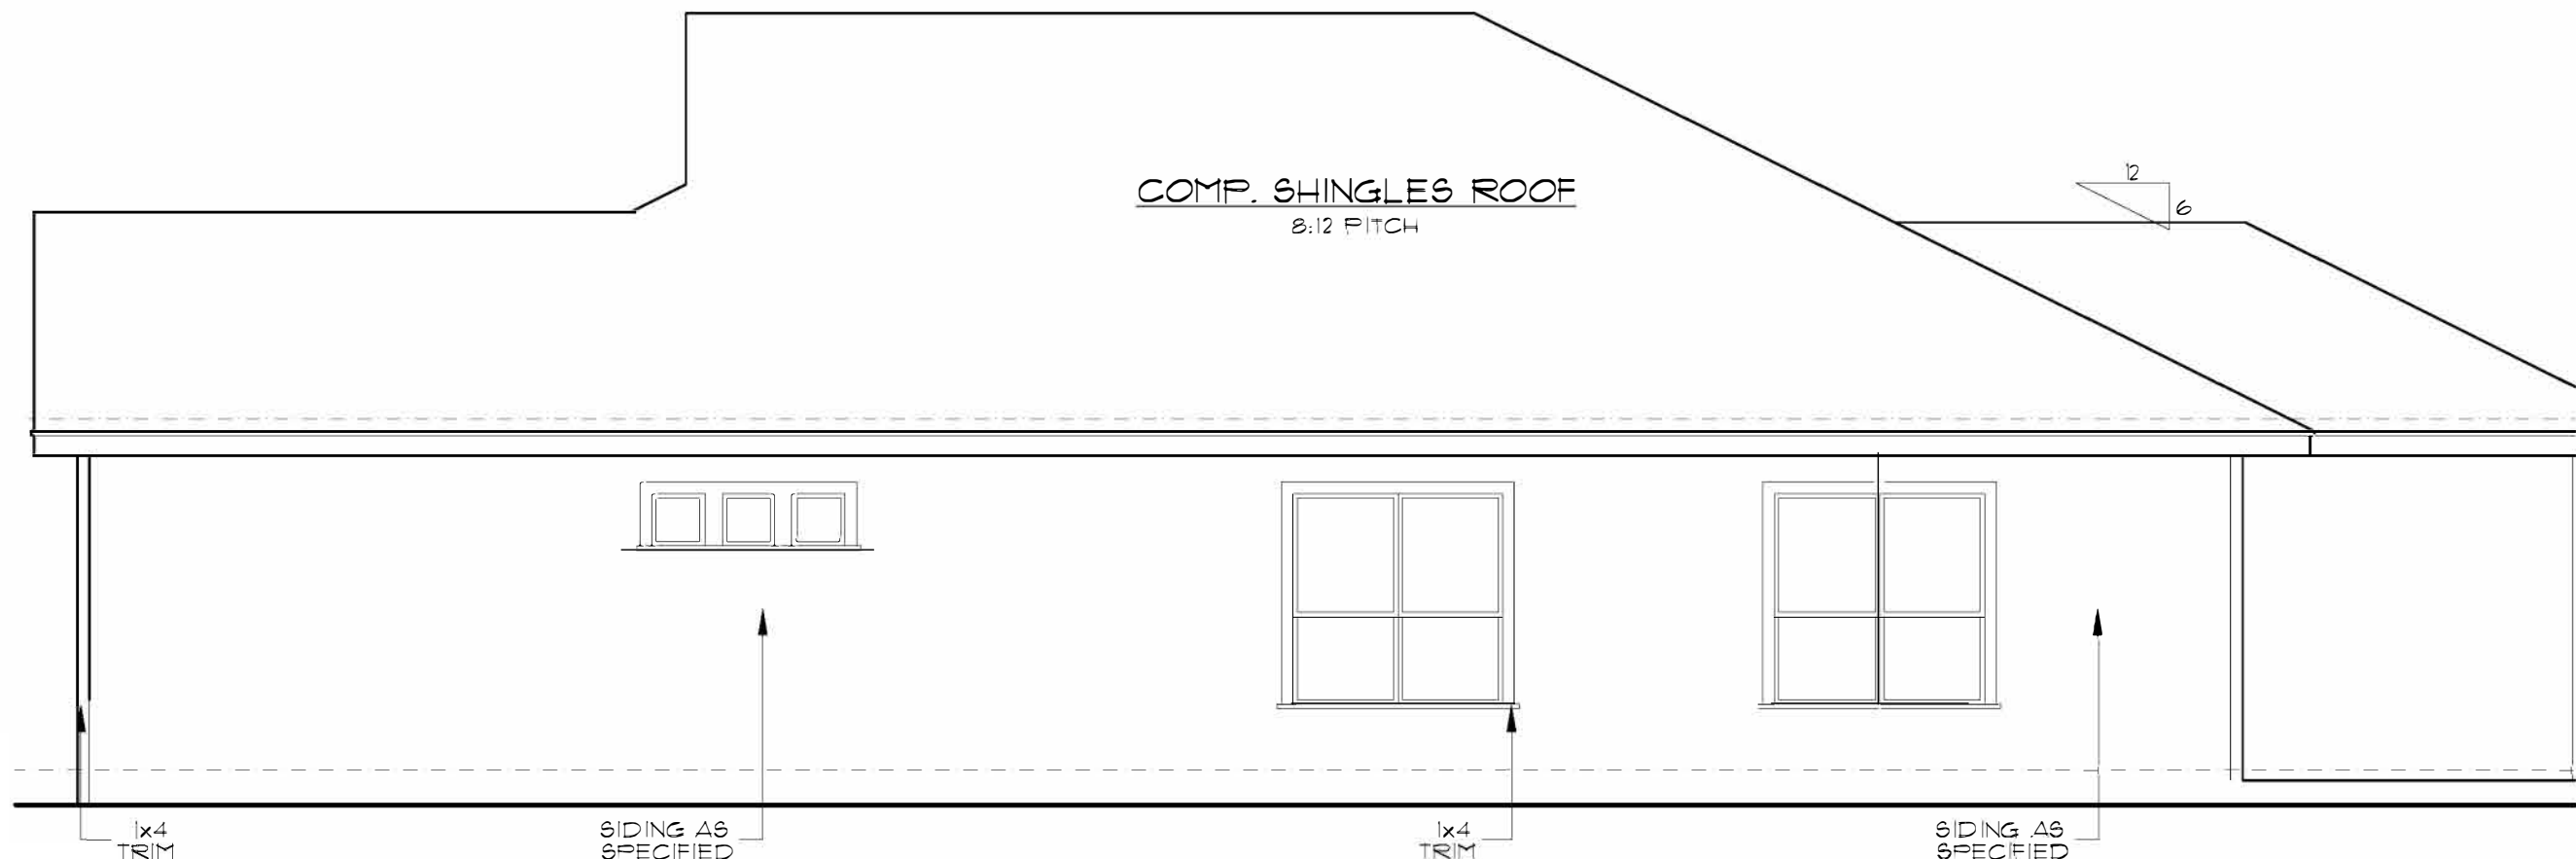 12
6
COMP. SHINGLES ROOF
8:12 PITCH
1x4
TRIM
SIDING AS
SPECIFIED
1x4
TRIM
SIDING AS
SPECIFIED